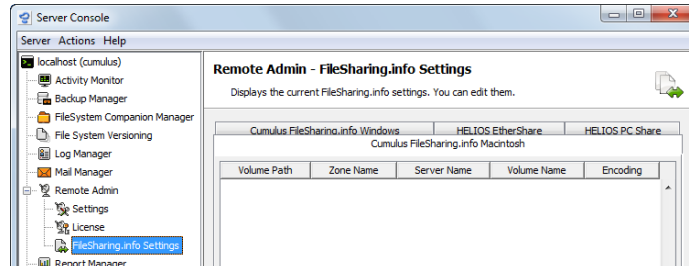 Server Console
Server Actions Help
localhost (cumulus)
Activity Monitor
Backup Manager
FileSystem Companion Manager
File System Versioning
Log Manager
Mail Manager
Remote Admin
Settings
License
FileSharing.info Settings
Report Manager
Remote Admin - FileSharing.info Settings
Displays the current FileSharing.info settings. You can edit them.
Cumulus FileSharing.info Windows HELIOS EtherShare HELIOS PC Share
Cumulus FileSharing.info Macintosh
Volume Path Zone Name Server Name Volume Name Encoding